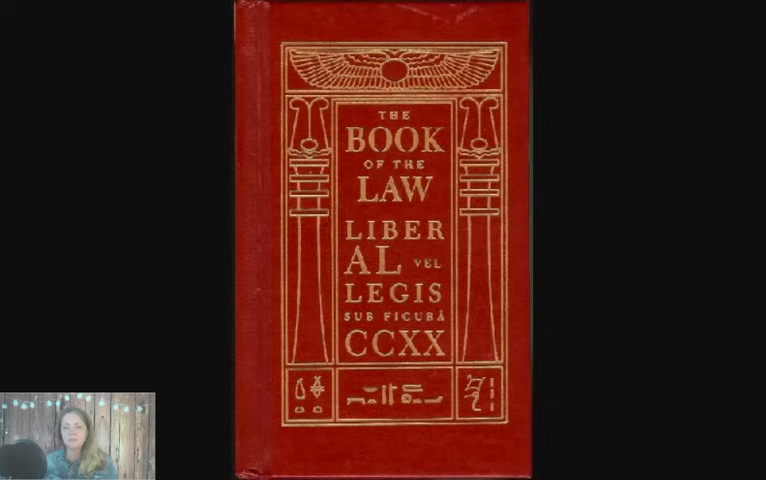 THE
BOOK
OF THE
LAW
LIBER
AL VEL
LEGIS
SUB FIGURÂ
CCXX